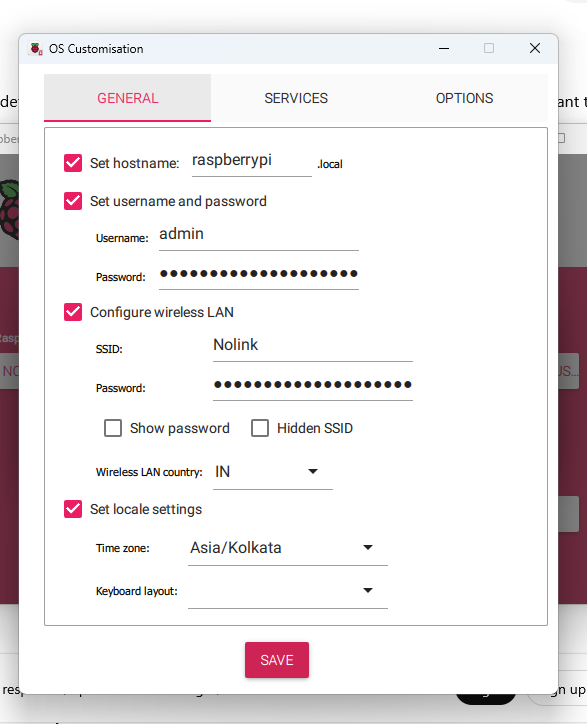 OS Customisation
GENERAL SERVICES OPTIONS
Set hostname: raspberrypi .local
Set username and password
Username: admin
Password: ●●●●●●●●●●●●●●●●●●●●
Configure wireless LAN
SSID: Nolink
Password: ●●●●●●●●●●●●●●●●●●●●
Show password Hidden SSID
Wireless LAN country: IN
Set locale settings
Time zone: Asia/Kolkata
Keyboard layout:
SAVE